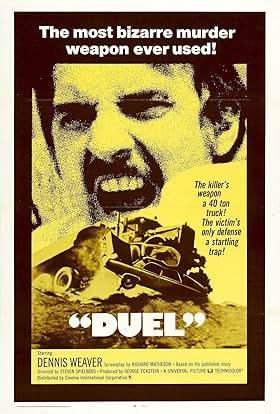 The most bizarre murder
weapon ever used!
The killer's
weapon
a 40 ton
truck!
The victim's
only defense
a startling
trap!
"DUEL"
Starring
DENNIS WEAVER Screenplay by RICHARD MATHESON • Based on his published story
Directed by STEVEN SPIELBERG • Produced by GEORGE ECKSTEIN • A UNIVERSAL PICTURE TECHNICOLOR®
Distributed by Cinema International Corporation